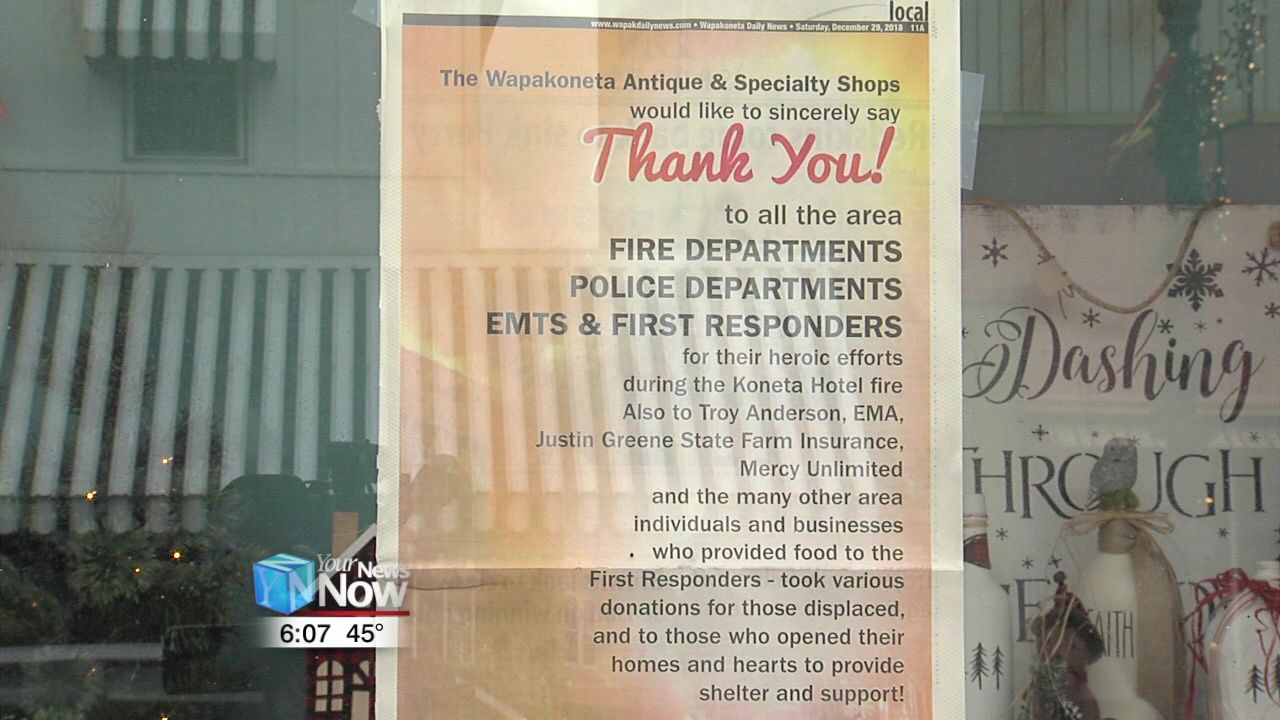 local
www.wapakdailynews.com • Wapakoneta Daily News • Saturday, December 29, 2018 11A
The Wapakoneta Antique & Specialty Shops
would like to sincerely say
Thank You!
to all the area
FIRE DEPARTMENTS
POLICE DEPARTMENTS
EMTS & FIRST RESPONDERS
for their heroic efforts
during the Koneta Hotel fire
Also to Troy Anderson, EMA,
Justin Greene State Farm Insurance,
Mercy Unlimited
and the many other area
individuals and businesses
who provided food to the
First Responders - took various
donations for those displaced,
and to those who opened their
homes and hearts to provide
shelter and support!
Dashing
THROUGH
FAITH
YN Your News Now
6:07 45°